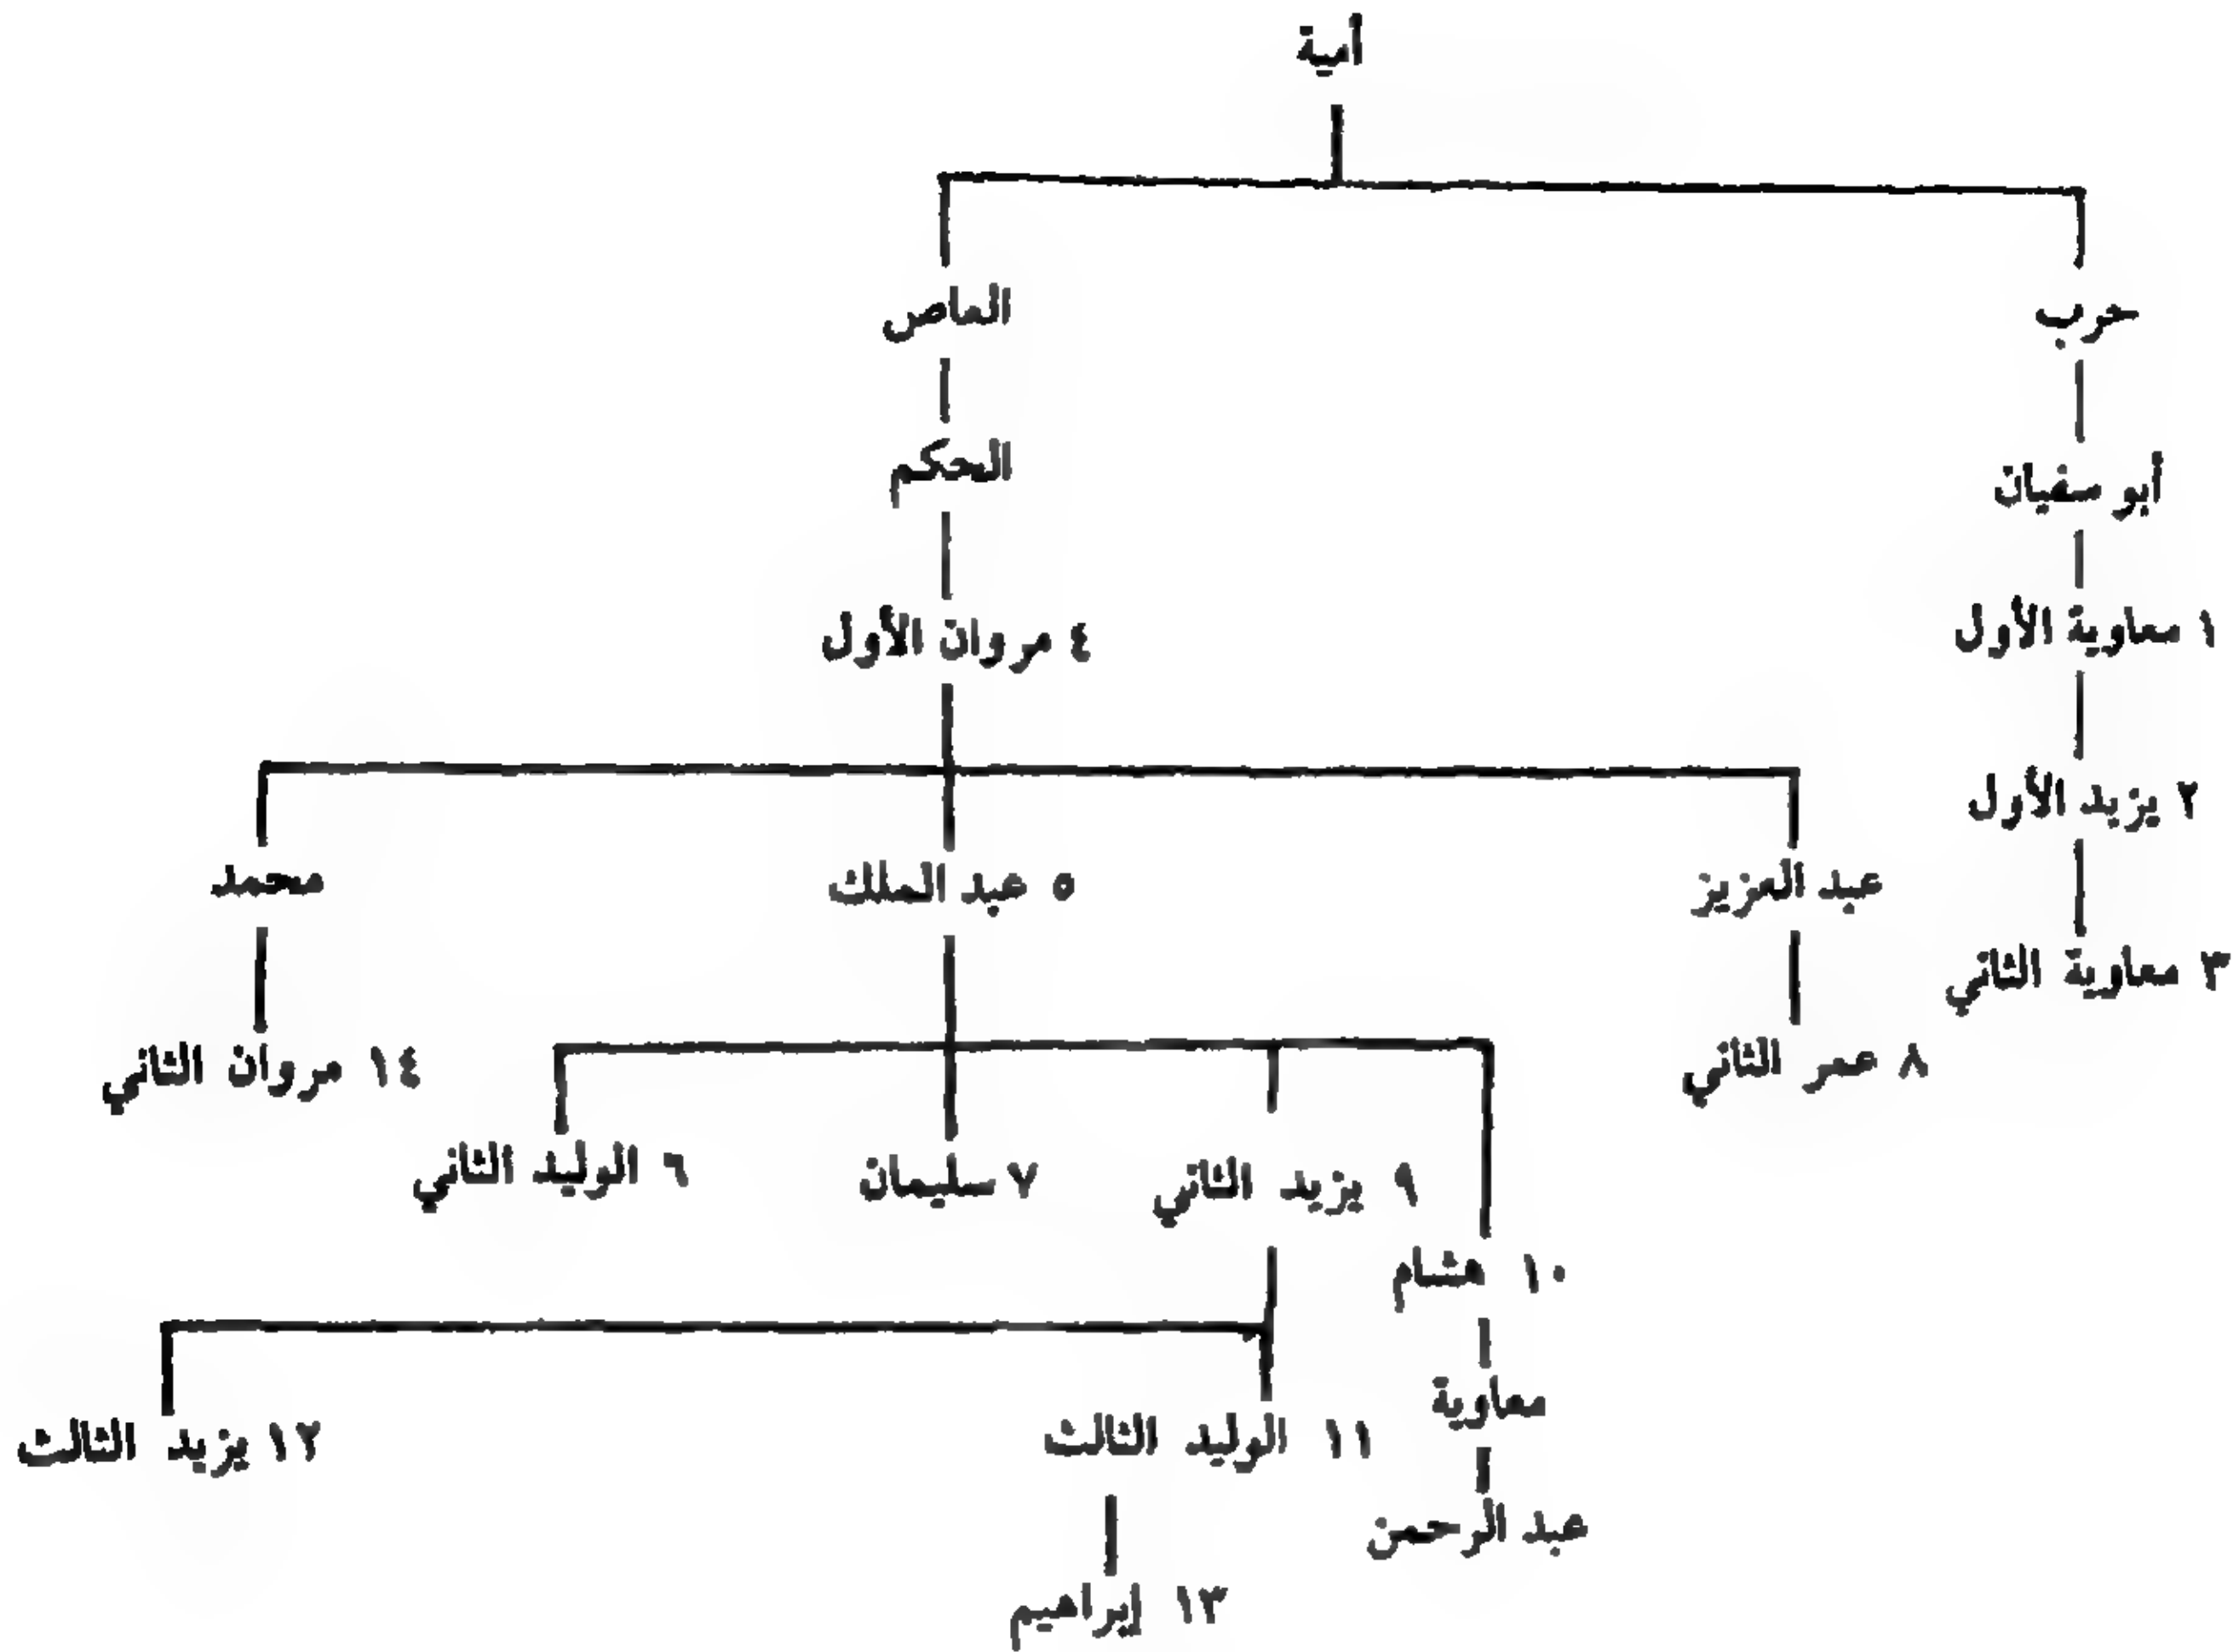 أمية
حرب
العاص
أبو سفيان
الحكم
١ معاوية الأول
٤ مروان الأول
٢ يزيد الأول
عبد العزيز
٥ عبد الملك
محمد
٣ معاوية الثاني
٨ عمر الثاني
١٤ مروان الثاني
٩ يزيد الثاني
٧ سليمان
٦ الوليد الثاني
١٠ هشام
معاوية
١١ الوليد الثالث
١٢ يزيد الثالث
عبد الرحمن
١٣ إبراهيم